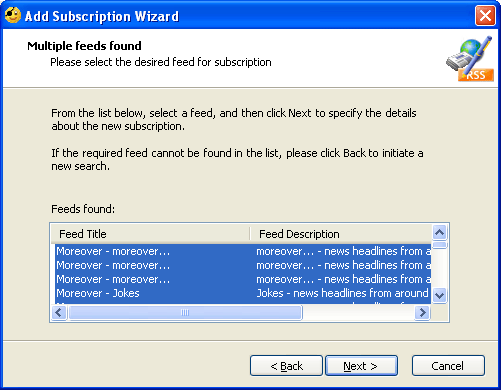 Add Subscription Wizard
Multiple feeds found
Please select the desired feed for subscription
RSS
From the list below, select a feed, and then click Next to specify the details
about the new subscription.
If the required feed cannot be found in the list, please click Back to initiate a
new search.
Feeds found:
Feed Title Feed Description
Moreover - moreover... moreover... - news headlines from a
Moreover - moreover... moreover... - news headlines from a
Moreover - moreover... moreover... - news headlines from a
Moreover - Jokes Jokes - news headlines from around
< Back Next > Cancel